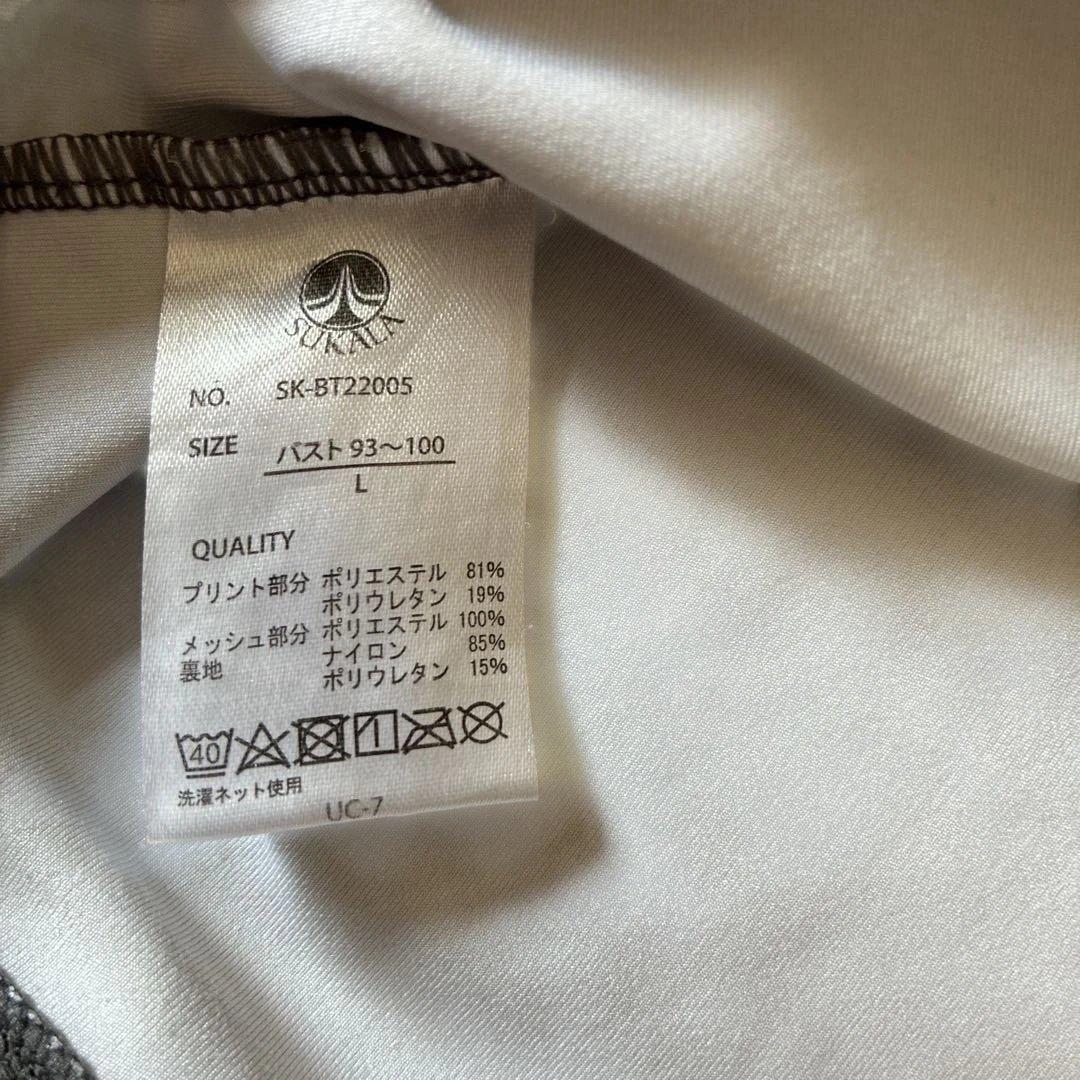 SUKALA
NO. SK-BT22005
SIZE バスト 93～100
L
QUALITY
プリント部分 ポリエステル 81%
ポリウレタン 19%
メッシュ部分 ポリエステル 100%
裏地 ナイロン 85%
ポリウレタン 15%
40
洗濯ネット使用
UC-7